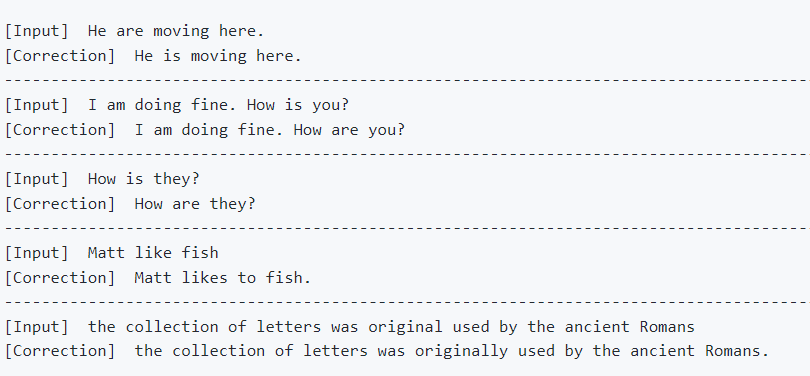 [Input] He are moving here.
[Correction] He is moving here.
-----------------------------------------------------------------------------------------
[Input] I am doing fine. How is you?
[Correction] I am doing fine. How are you?
-----------------------------------------------------------------------------------------
[Input] How is they?
[Correction] How are they?
-----------------------------------------------------------------------------------------
[Input] Matt like fish
[Correction] Matt likes to fish.
-----------------------------------------------------------------------------------------
[Input] the collection of letters was original used by the ancient Romans
[Correction] the collection of letters was originally used by the ancient Romans.